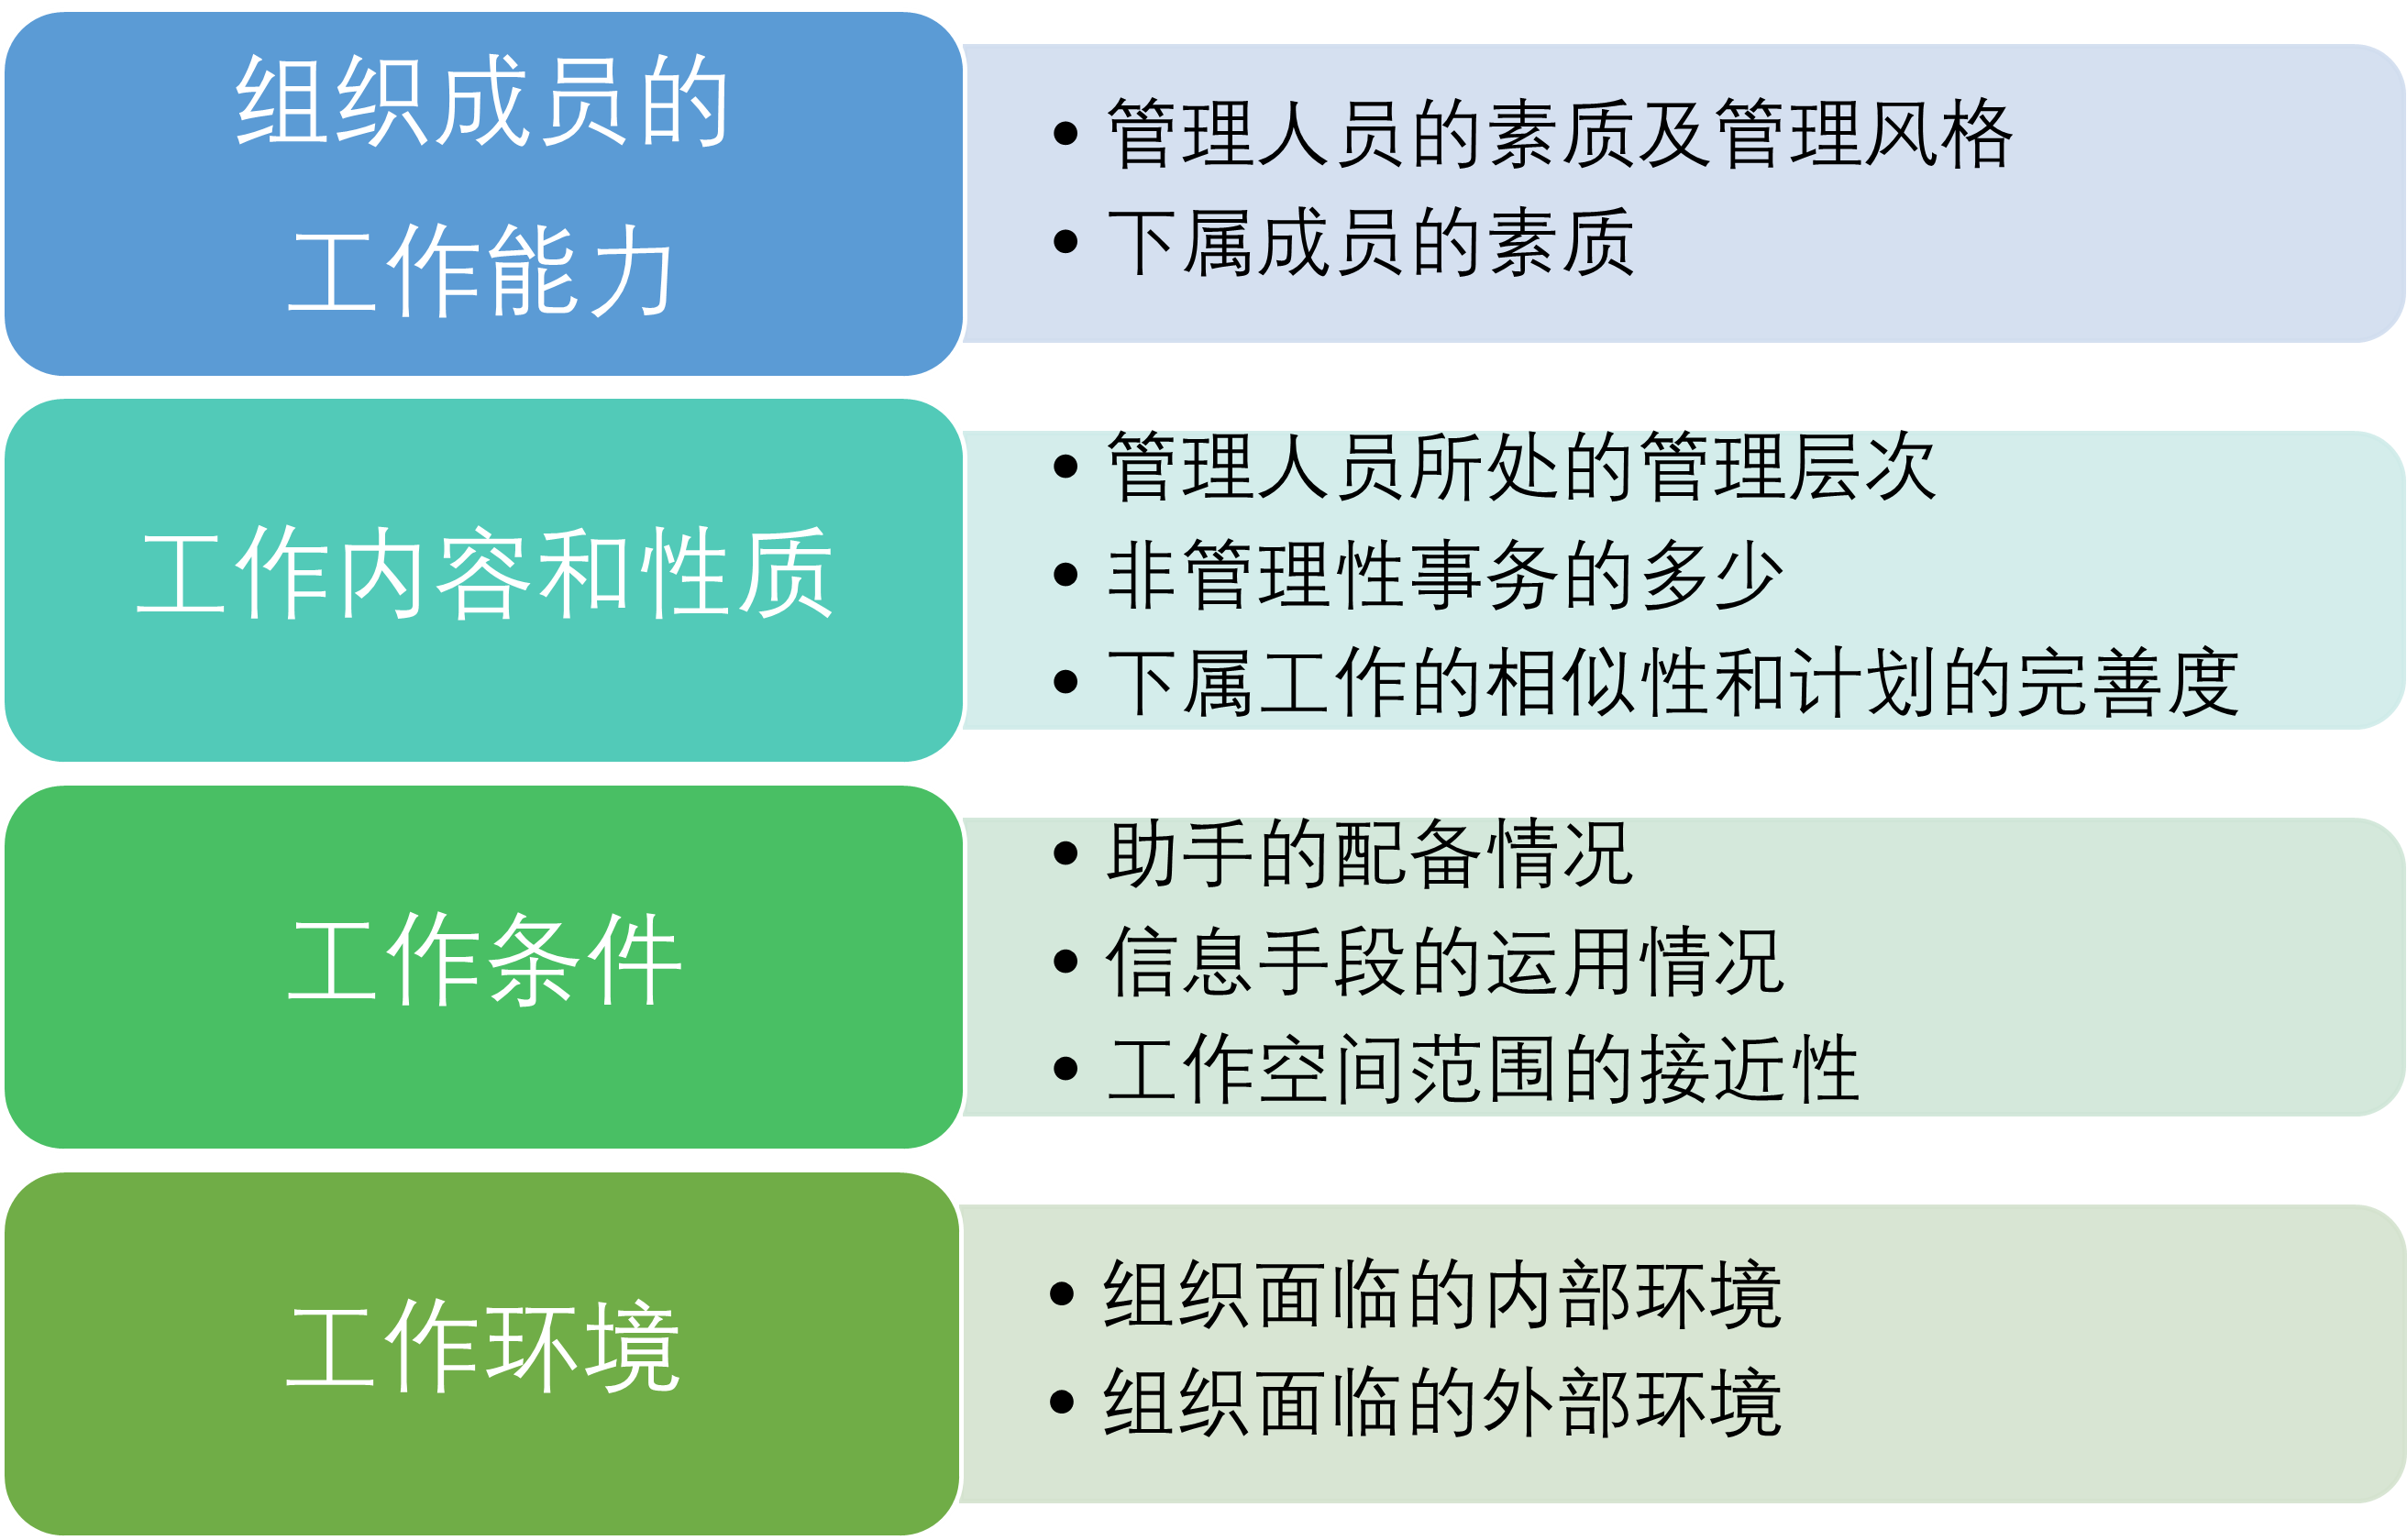 组织成员的
工作能力
• 管理人员的素质及管理风格
• 下属成员的素质
工作内容和性质
• 管理人员所处的管理层次
• 非管理性事务的多少
• 下属工作的相似性和计划的完善度
工作条件
• 助手的配备情况
• 信息手段的运用情况
• 工作空间范围的接近性
工作环境
• 组织面临的内部环境
• 组织面临的外部环境